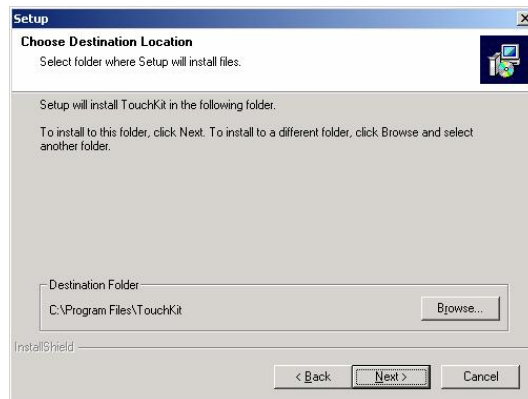 Setup
Choose Destination Location
Select folder where Setup will install files.
Setup will install TouchKit in the following folder.
To install to this folder, click Next. To install to a different folder, click Browse and select
another folder.
Destination Folder
C:\Program Files\TouchKit
Browse...
InstallShield
< Back
Next >
Cancel